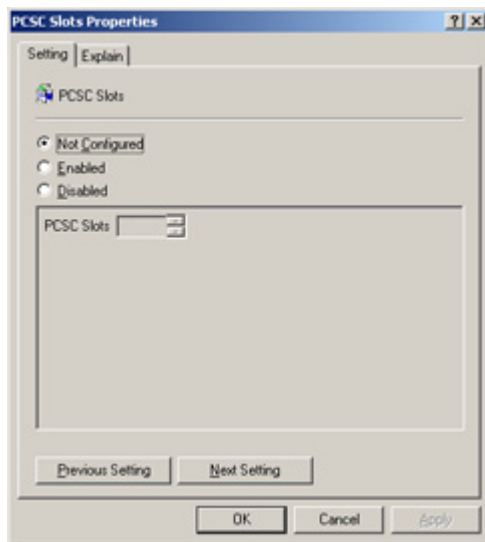 PCSC Slots Properties
Setting Explain
PCSC Slots
Not Configured
Enabled
Disabled
PCSC Slots
Previous Setting Next Setting
OK Cancel Apply